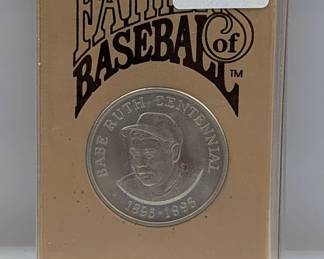 of
BASEBALL™
BABE RUTH CENTENNIAL
1895-1995